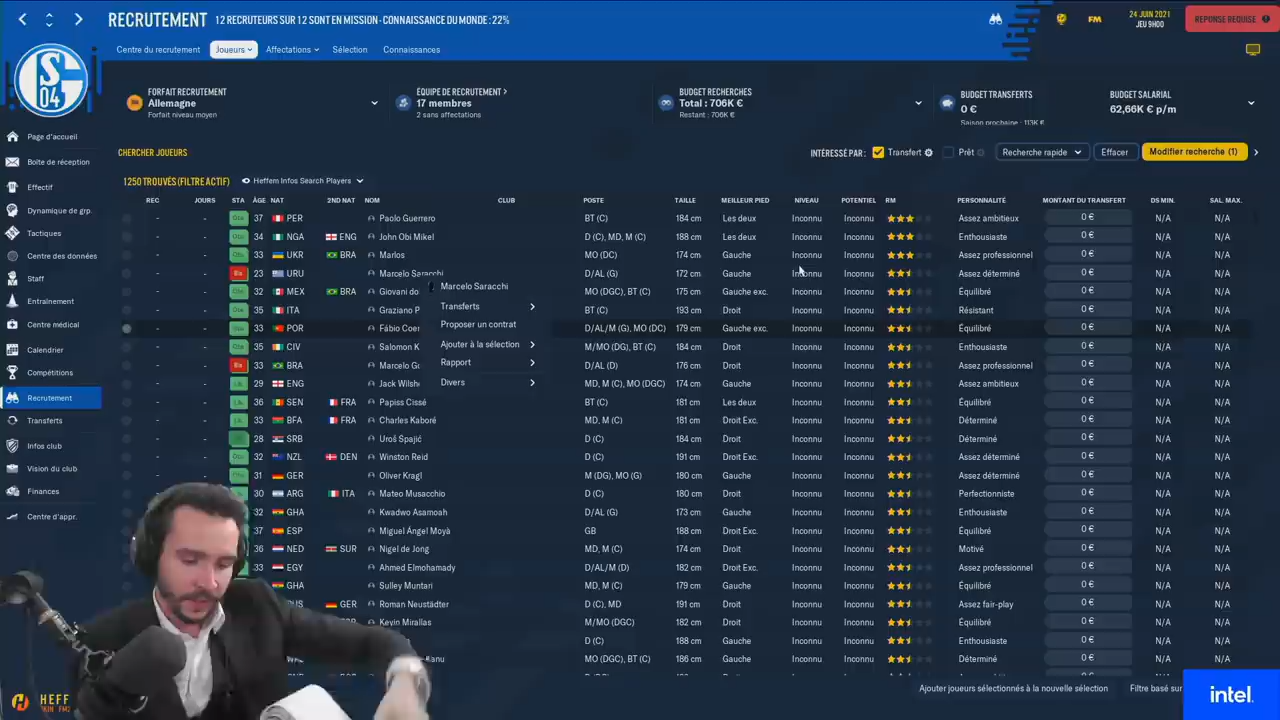 RECRUTEMENT
12 RECRUTEURS SUR 12 SONT EN MISSION - CONNAISSANCE DU MONDE : 22%
FM
24 JUIN 2021
JEU 9H00
REPONSE REQUISE
Centre du recrutement Joueurs Affectations Sélection Connaissances
S 04
FORFAIT RECRUTEMENT
Allemagne
Forfait niveau moyen
ÉQUIPE DE RECRUTEMENT >
17 membres
2 sans affectations
BUDGET RECHERCHES
Total : 706K €
Restant : 706K €
BUDGET TRANSFERTS
0 €
Saison prochaine : 113K €
BUDGET SALARIAL
62,66K € p/m
Page d'accueil
Boîte de réception
Effectif
Dynamique de grp.
Tactiques
Centre des données
Staff
Entraînement
Centre médical
Calendrier
Compétitions
Recrutement
Transferts
Infos club
Vision du club
Finances
Centre d'appr.
CHERCHER JOUEURS
INTÉRESSÉ PAR : Transfert Prêt Recherche rapide Effacer Modifier recherche (1)
1250 TROUVÉS (FILTRE ACTIF) Heffem Infos Search Players
REC JOURS STA ÂGE NAT 2ND NAT NOM CLUB POSTE TAILLE MEILLEUR PIED NIVEAU POTENTIEL RM PERSONNALITÉ MONTANT DU TRANSFERT DS MIN. SAL. MAX.
- - 37 PER Paolo Guerrero BT (C) 184 cm Les deux Inconnu Inconnu Assez ambitieux 0 € N/A N/A
- - 34 NGA ENG John Obi Mikel D (C), MD, M (C) 188 cm Les deux Inconnu Inconnu Enthousiaste 0 € N/A N/A
- - 33 UKR BRA Marlos MO (DC) 174 cm Gauche Inconnu Inconnu Assez professionnel 0 € N/A N/A
- - 23 URU Marcelo Saracchi D/AL (G) 172 cm Gauche Inconnu Inconnu Assez déterminé 0 € N/A N/A
- - 32 MEX BRA Giovani do MO (DGC), BT (C) 175 cm Gauche exc. Inconnu Inconnu Équilibré 0 € N/A N/A
- - 35 ITA Graziano P BT (C) 193 cm Droit Inconnu Inconnu Résistant 0 € N/A N/A
- - 33 POR Fábio Coen D/AL/M (G), MO (DC) 179 cm Gauche exc. Inconnu Inconnu Équilibré 0 € N/A N/A
- - 35 CIV Salomon K M/MO (DG), BT (C) 184 cm Droit Inconnu Inconnu Enthousiaste 0 € N/A N/A
- - 33 BRA Marcelo Gu D/AL (D) 176 cm Droit Inconnu Inconnu Assez professionnel 0 € N/A N/A
- - 29 ENG Jack Wilsh MD, M (C), MO (DGC) 174 cm Gauche Inconnu Inconnu Assez ambitieux 0 € N/A N/A
- - 36 SEN FRA Papiss Cissé BT (C) 181 cm Les deux Inconnu Inconnu Équilibré 0 € N/A N/A
- - 33 BFA FRA Charles Kaboré MD, M (C) 181 cm Droit Inconnu Inconnu Déterminé 0 € N/A N/A
- - 28 SRB Uroš Spajić D (C) 184 cm Droit Inconnu Inconnu Déterminé 0 € N/A N/A
- - 32 NZL DEN Winston Reid D (C) 191 cm Droit Exc. Inconnu Inconnu Assez déterminé 0 € N/A N/A
- - 31 GER Oliver Kragl M (DG), MO (G) 180 cm Gauche Inconnu Inconnu Assez déterminé 0 € N/A N/A
30 ARG ITA Mateo Musacchio D (C) 180 cm Droit Inconnu Inconnu Perfectionniste 0 € N/A N/A
32 GHA Kwadwo Asamoah D/AL (G) 173 cm Gauche Inconnu Inconnu Enthousiaste 0 € N/A N/A
37 ESP Miguel Ángel Moyà GB 188 cm Droit Exc. Inconnu Inconnu Équilibré 0 € N/A N/A
36 NED SUR Nigel de Jong MD, M (C) 174 cm Droit Inconnu Inconnu Motivé 0 € N/A N/A
33 EGY Ahmed Elmohamady D/AL/M (D) 182 cm Droit Exc. Inconnu Inconnu Assez professionnel 0 € N/A N/A
GHA Sulley Muntari MD, M (C) 179 cm Gauche Inconnu Inconnu Équilibré 0 € N/A N/A
GER Roman Neustädter D (C), MD 191 cm Droit Inconnu Inconnu Assez fair-play 0 € N/A N/A
Kevin Mirallas M/MO (DGC) 182 cm Droit Inconnu Inconnu Équilibré 0 € N/A N/A
D (C) 188 cm Gauche Inconnu Inconnu Enthousiaste 0 € N/A N/A
MO (DGC), BT (C) 186 cm Gauche Inconnu Inconnu Déterminé 0 € N/A N/A
Marcelo Saracchi
Transferts
Proposer un contrat
Ajouter à la sélection
Rapport
Divers
Ajouter joueurs sélectionnés à la nouvelle sélection Filtre basé sur
HEFF
intel.